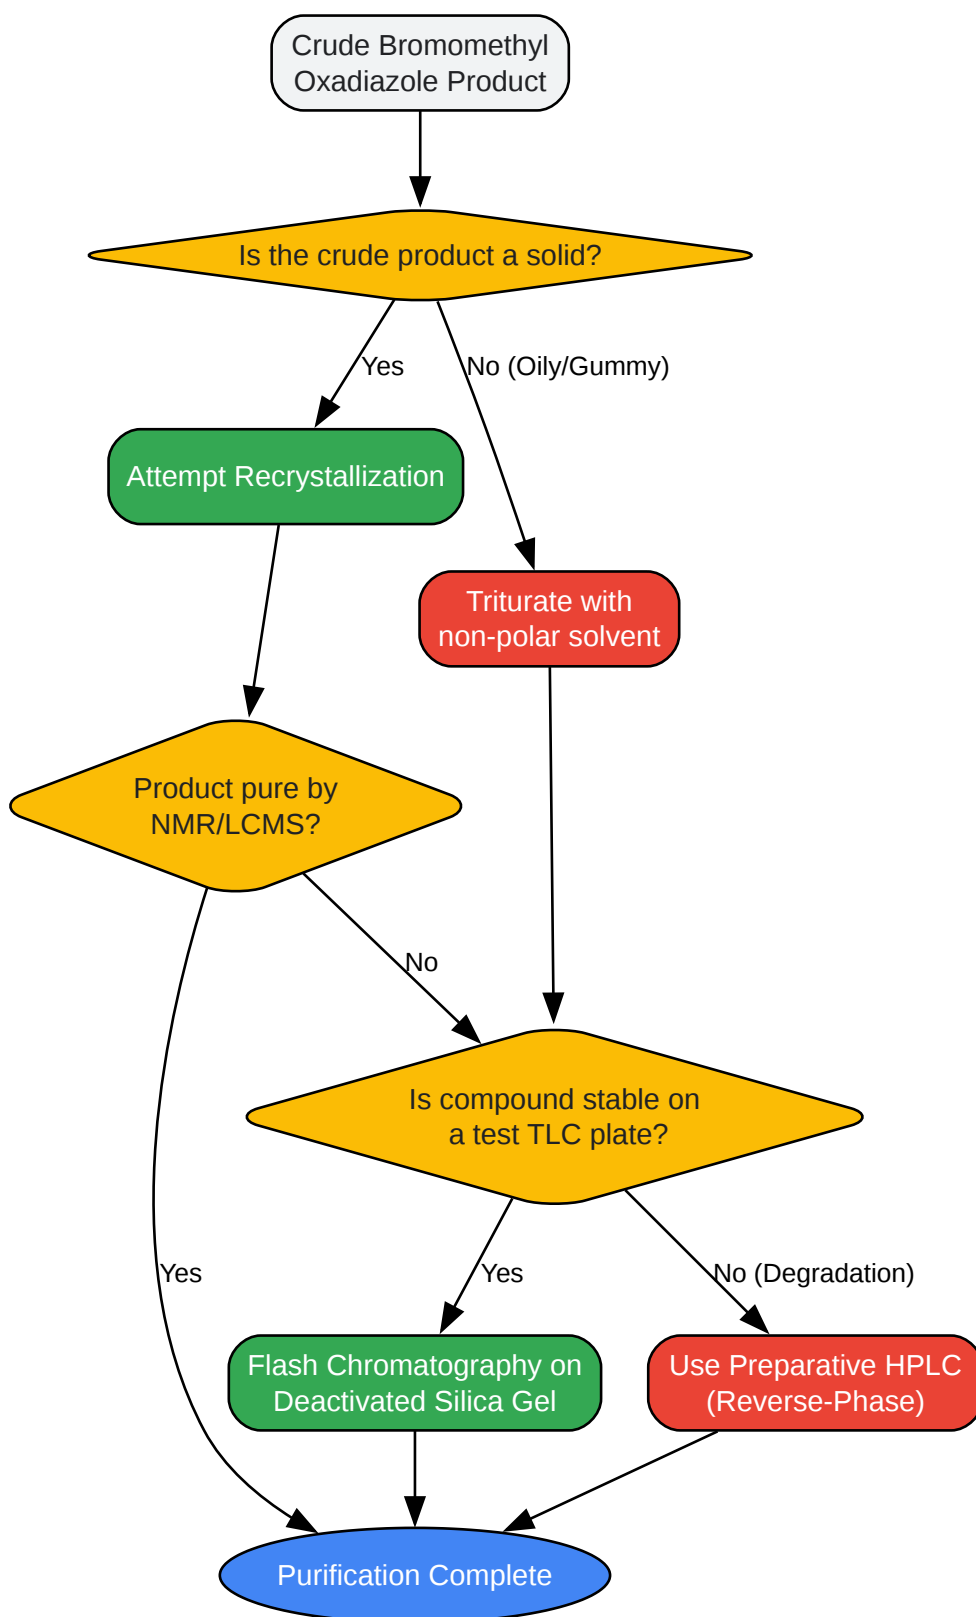 Crude Bromomethyl
Oxadiazole Product
Is the crude product a solid?
Yes
No (Oily/Gummy)
Attempt Recrystallization
Triturate with
non-polar solvent
Product pure by
NMR/LCMS?
No
Is compound stable on
a test TLC plate?
Yes
Yes
No (Degradation)
Flash Chromatography on
Deactivated Silica Gel
Use Preparative HPLC
(Reverse-Phase)
Purification Complete